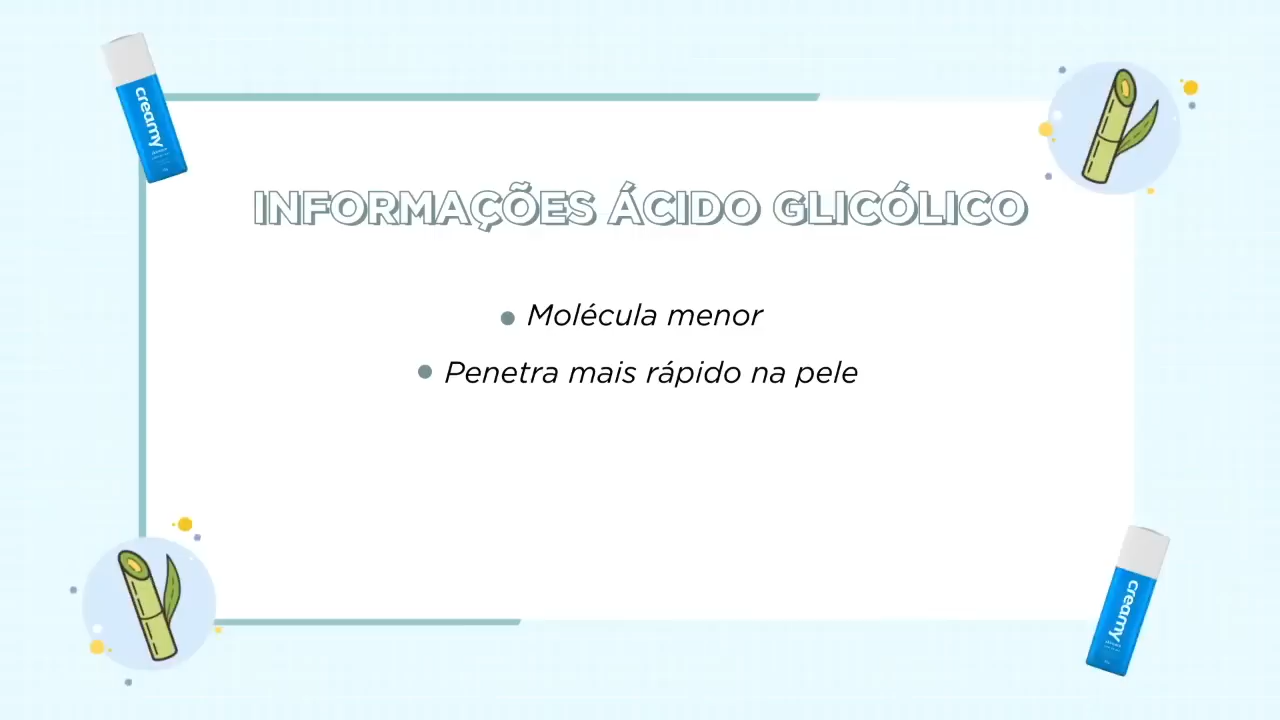 creamy
INFORMAÇÕES ÁCIDO GLICÓLICO
Molécula menor
Penetra mais rápido na pele
creamy